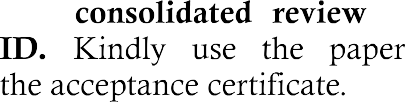 consolidated review
ID. Kindly use the paper
the acceptance certificate.